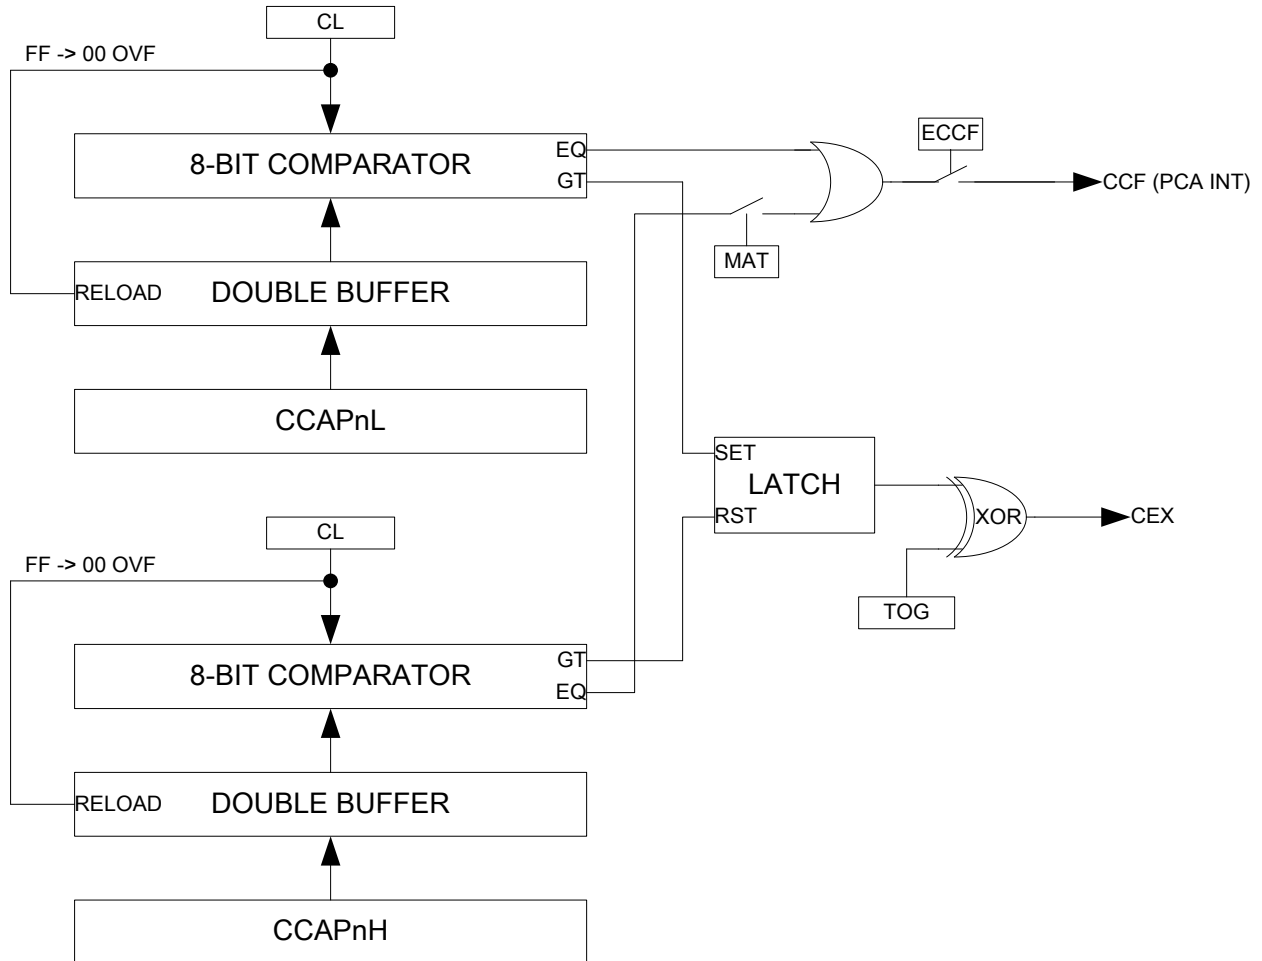 CL
FF -> 00 OVF
8-BIT COMPARATOR
EQ
GT
ECCF
CCF (PCA INT)
MAT
RELOAD
DOUBLE BUFFER
CCAPnL
SET
LATCH
RST
XOR
CEX
TOG
CL
FF -> 00 OVF
8-BIT COMPARATOR
GT
EQ
RELOAD
DOUBLE BUFFER
CCAPnH